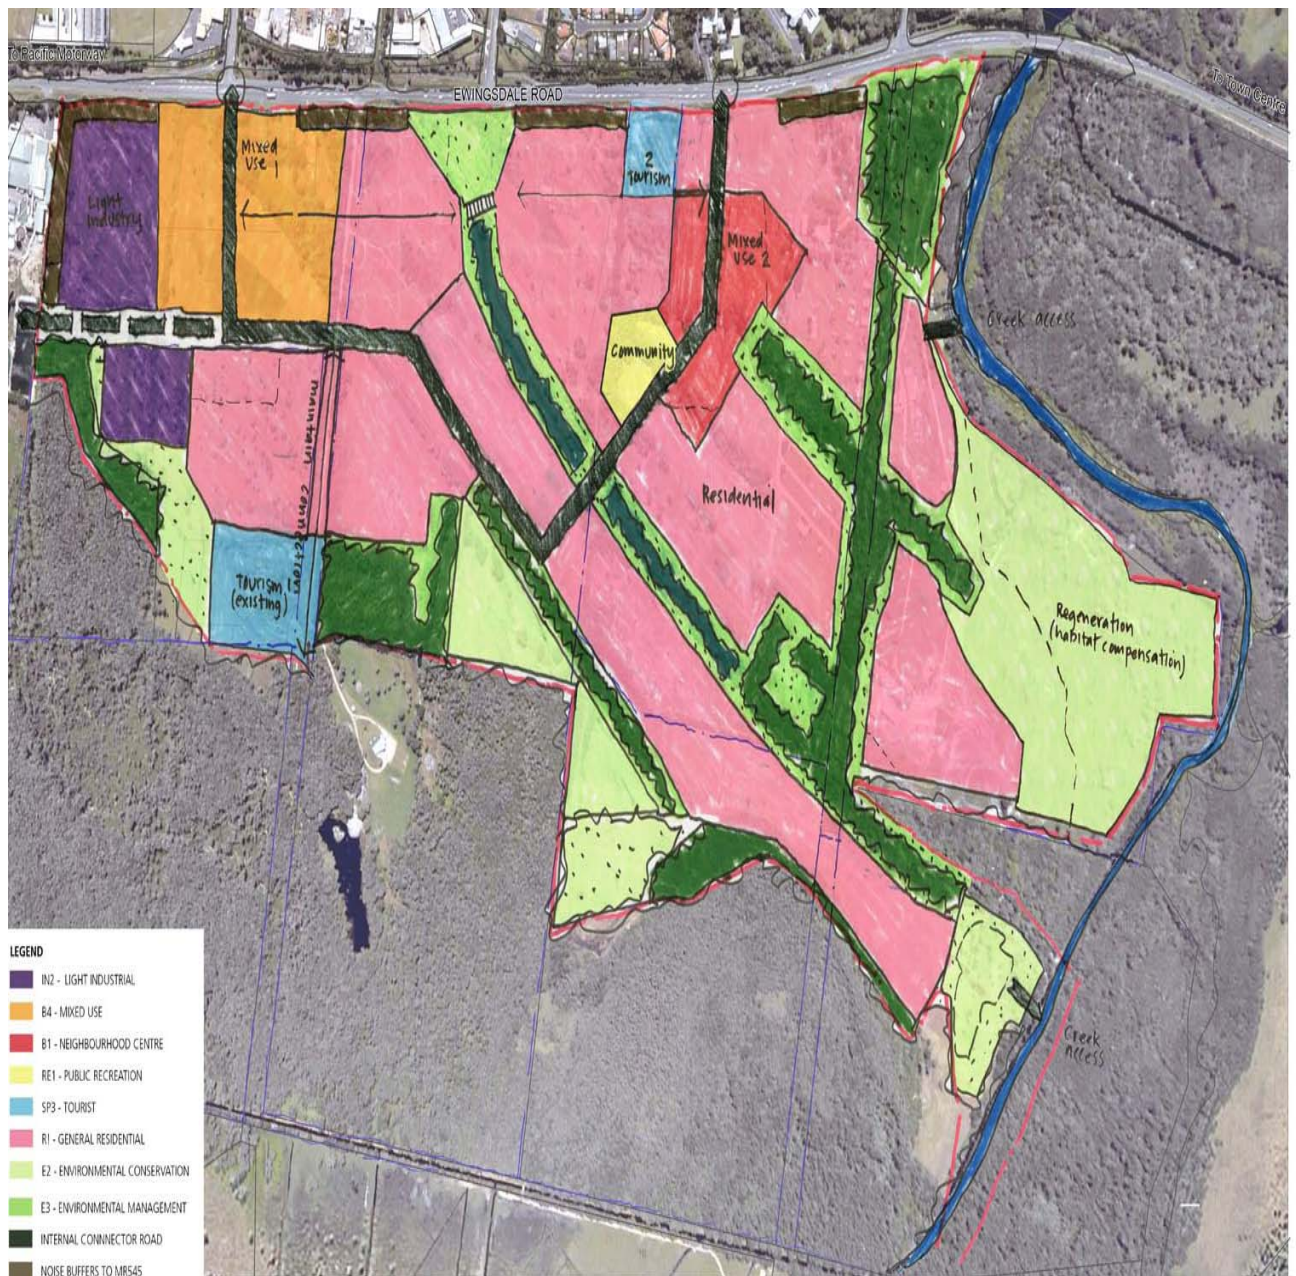 To Pacific Motorway
EWINGSDALE ROAD
To Town Centre
Mixed
Use 1
2
Tourism
Light
Industry
Mixed
Use 2
Creek access
Community
maintain connection
Residential
Tourism 1
(existing)
Regeneration
(habitat compensation)
Creek
access
LEGEND
IN2 - LIGHT INDUSTRIAL
B4 - MIXED USE
B1 - NEIGHBOURHOOD CENTRE
RE1 - PUBLIC RECREATION
SP3 - TOURIST
R! - GENERAL RESIDENTIAL
E2 - ENVIRONMENTAL CONSERVATION
E3 - ENVIRONMENTAL MANAGEMENT
INTERNAL CONNNECTOR ROAD
NOISE BUFFERS TO MR545